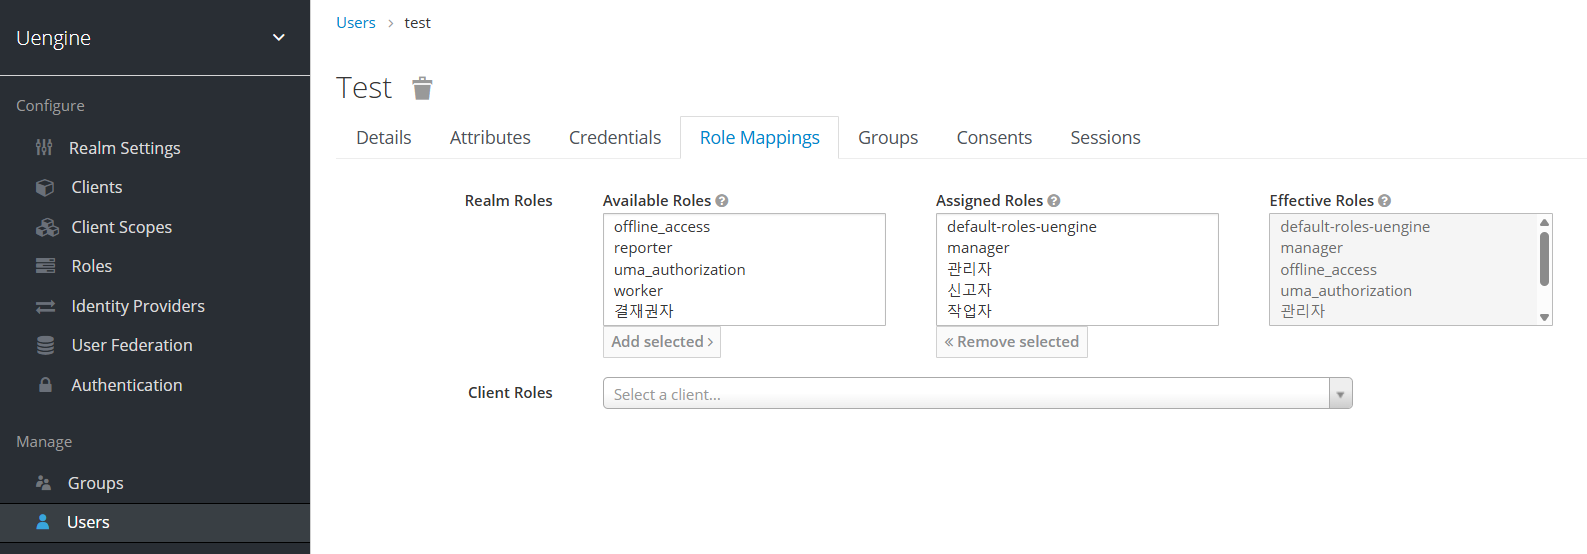 Uengine
Configure
Realm Settings
Clients
Client Scopes
Roles
Identity Providers
User Federation
Authentication
Manage
Groups
Users
Users > test
Test
Details Attributes Credentials Role Mappings Groups Consents Sessions
Realm Roles
Available Roles
offline_access
reporter
uma_authorization
worker
결재권자
Add selected >
Assigned Roles
default-roles-uengine
manager
관리자
신고자
작업자
« Remove selected
Effective Roles
default-roles-uengine
manager
offline_access
uma_authorization
관리자
Client Roles
Select a client...